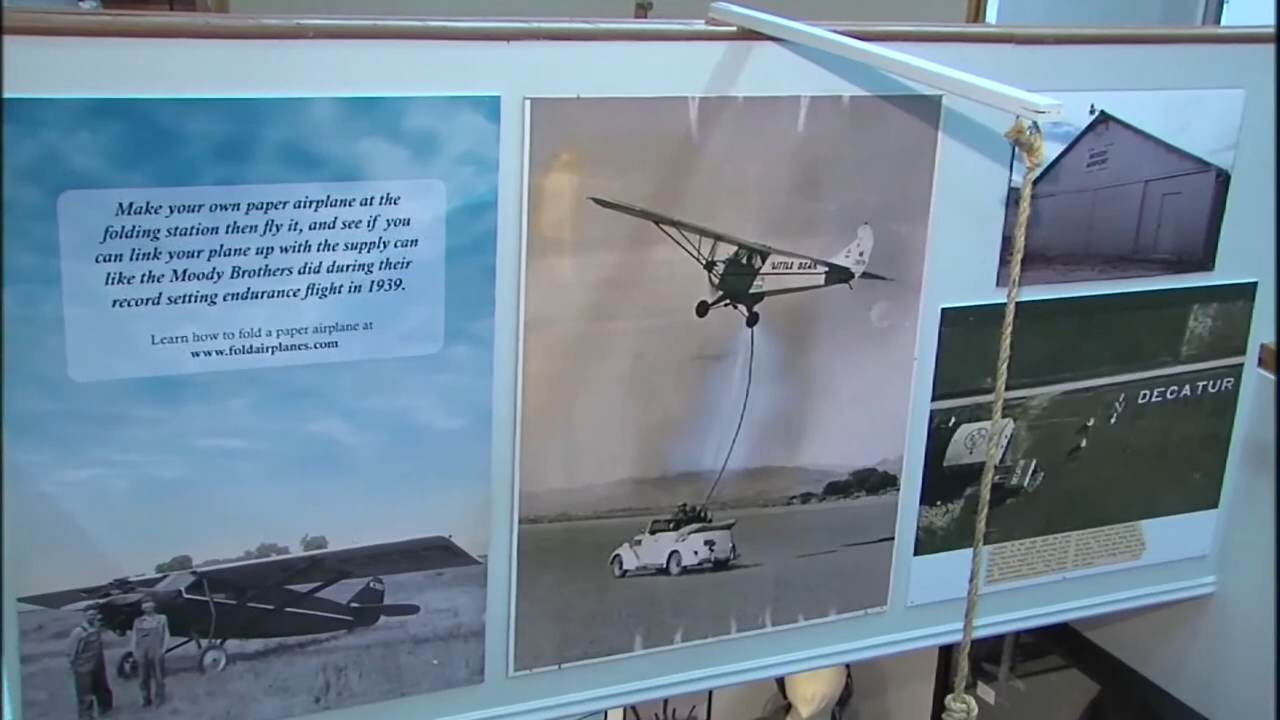 Make your own paper airplane at the
folding station then fly it, and see if you
can link your plane up with the supply can
like the Moody Brothers did during their
record setting endurance flight in 1939.
Learn how to fold a paper airplane at
www.foldairplanes.com
LITTLE BEAR
MOODY
AIRPORT
DECATUR